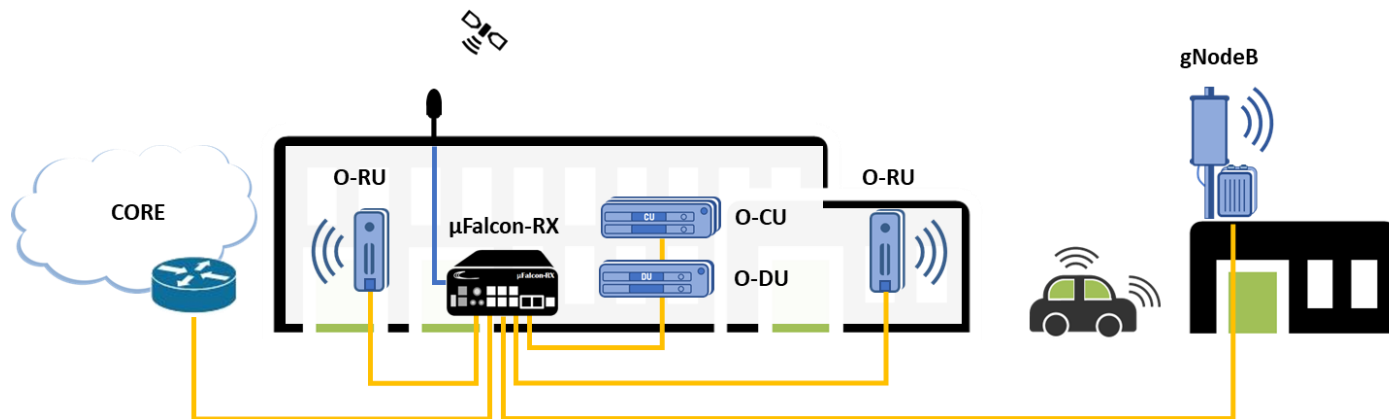 gNodeB
O-RU
O-RU
CORE
O-CU
CU
µFalcon-RX
µFalcon-RX
O-DU
DU